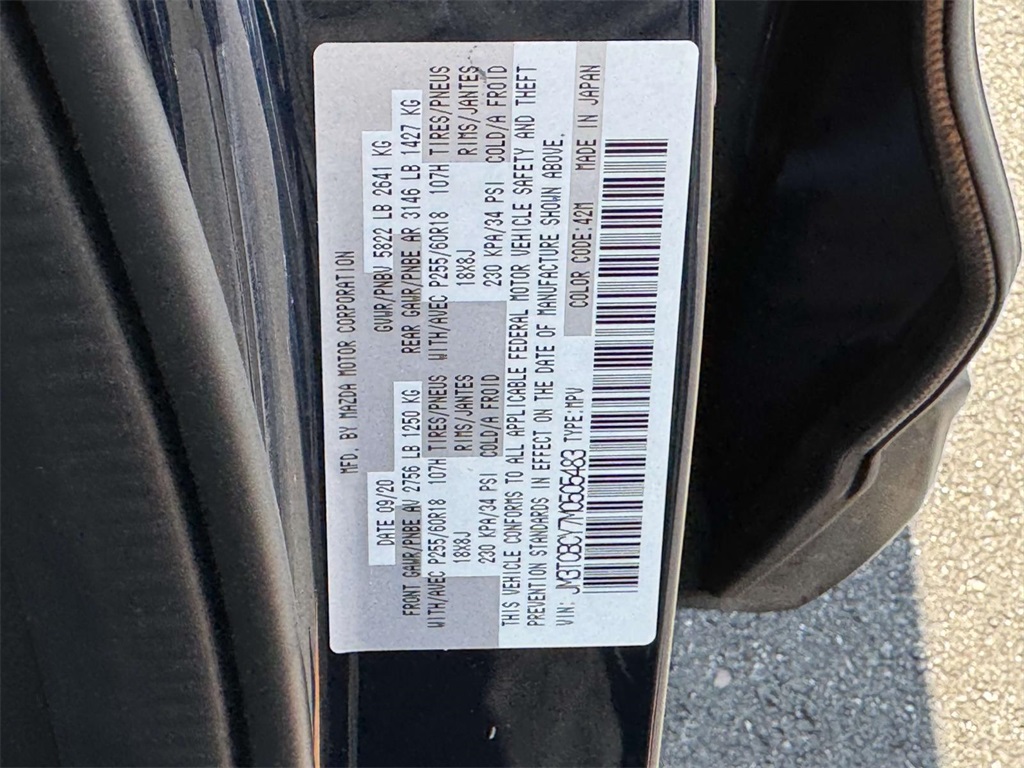 MFD. BY MAZDA MOTOR CORPORATION
DATE 09/20 GVWR/PNBV 5822 LB 2641 KG
FRONT GAWR/PNBE AV 2756 LB 1250 KG REAR GAWR/PNBE AR 3146 LB 1427 KG
WITH/AVEC P255/60R18 107H TIRES/PNEUS WITH/AVEC P255/60R18 107H TIRES/PNEUS
18X8J RIMS/JANTES 18X8J RIMS/JANTES
230 KPA/34 PSI COLD/A FROID 230 KPA/34 PSI COLD/A FROID
THIS VEHICLE CONFORMS TO ALL APPLICABLE FEDERAL MOTOR VEHICLE SAFETY AND THEFT
PREVENTION STANDARDS IN EFFECT ON THE DATE OF MANUFACTURE SHOWN ABOVE.
VIN: JM3TCBCY7M0505483 TYPE:MPV COLOR CODE:42M MADE IN JAPAN